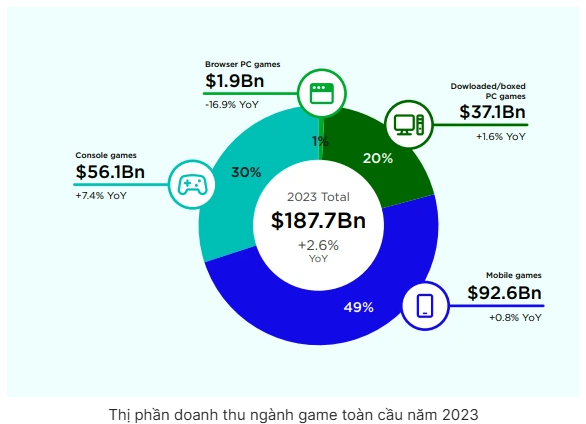 Browser PC games
$1.9Bn
-16.9% YoY
Dowloaded/boxed
PC games
$37.1Bn
+1.6% YoY
1%
20%
Console games
$56.1Bn
+7.4% YoY
30%
2023 Total
$187.7Bn
+2.6%
YoY
Mobile games
$92.6Bn
+0.8% YoY
49%
Thị phần doanh thu ngành game toàn cầu năm 2023